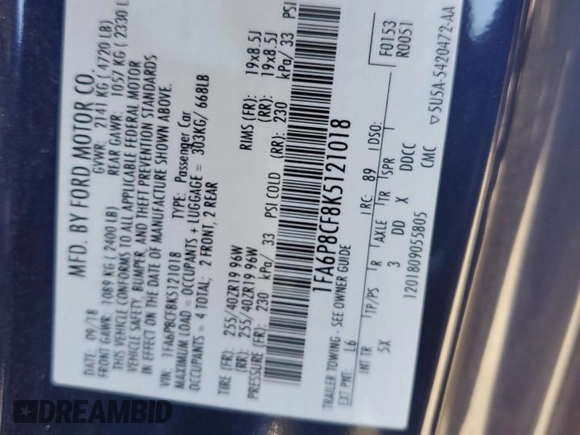 MFD. BY FORD MOTOR CO.
DATE: 09/18 GVWR: 2141 KG ( 4720 LB)
FRONT GAWR: 1089 KG ( 2400 LB) REAR GAWR: 1057 KG ( 2330 LB)
THIS VEHICLE CONFORMS TO ALL APPLICABLE FEDERAL MOTOR
VEHICLE SAFETY, BUMPER, AND THEFT PREVENTION STANDARDS
IN EFFECT ON THE DATE OF MANUFACTURE SHOWN ABOVE.
VIN: 1FA6P8CF8K5121018 TYPE: Passenger Car
MAXIMUM LOAD = OCCUPANTS + LUGGAGE = 303KG/ 668LB
OCCUPANTS = 4 TOTAL; 2 FRONT, 2 REAR
TIRE (FR): 255/40ZR19 96W RIMS (FR): 19x8.5J
(RR): 255/40ZR19 96W (RR): 19x8.5J
PRESSURE (FR): 230 kPa/ 33 PSI COLD (RR): 230 kPa/ 33 PSI
1FA6P8CF8K5121018
TRAILER TOWING - SEE OWNER GUIDE
EXT PNT: L6 RC: 89 DSO: F0153
R0051
INT TR TP/PS R AXLE TR SPR
5X 3 DD X DDCC
1201809055805 CMC 5U5A-5420472-AA
DREAMBID